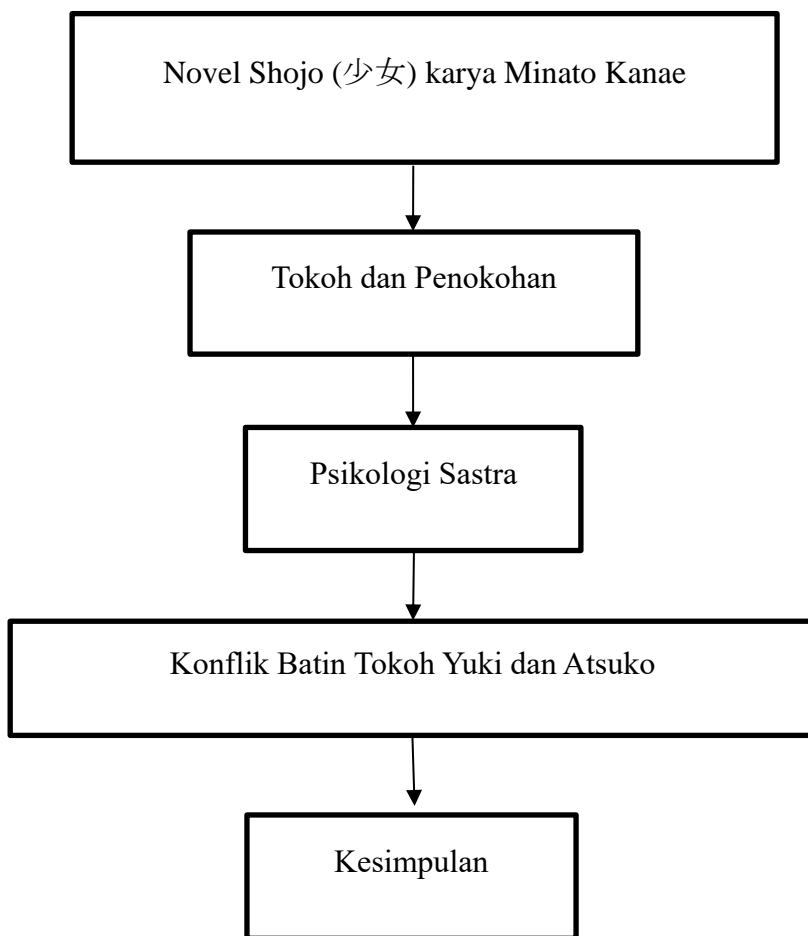 Novel Shojo (少女) karya Minato Kanae
Tokoh dan Penokohan
Psikologi Sastra
Konflik Batin Tokoh Yuki dan Atsuko
Kesimpulan